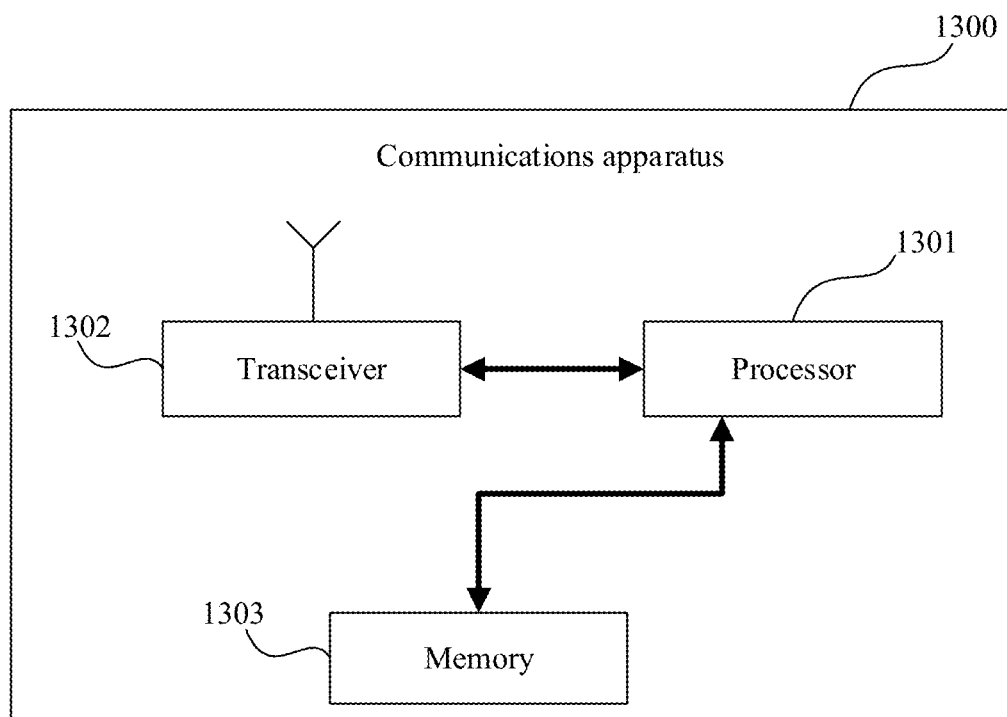 1300
Communications apparatus
1301
1302
Transceiver
Processor
1303
Memory